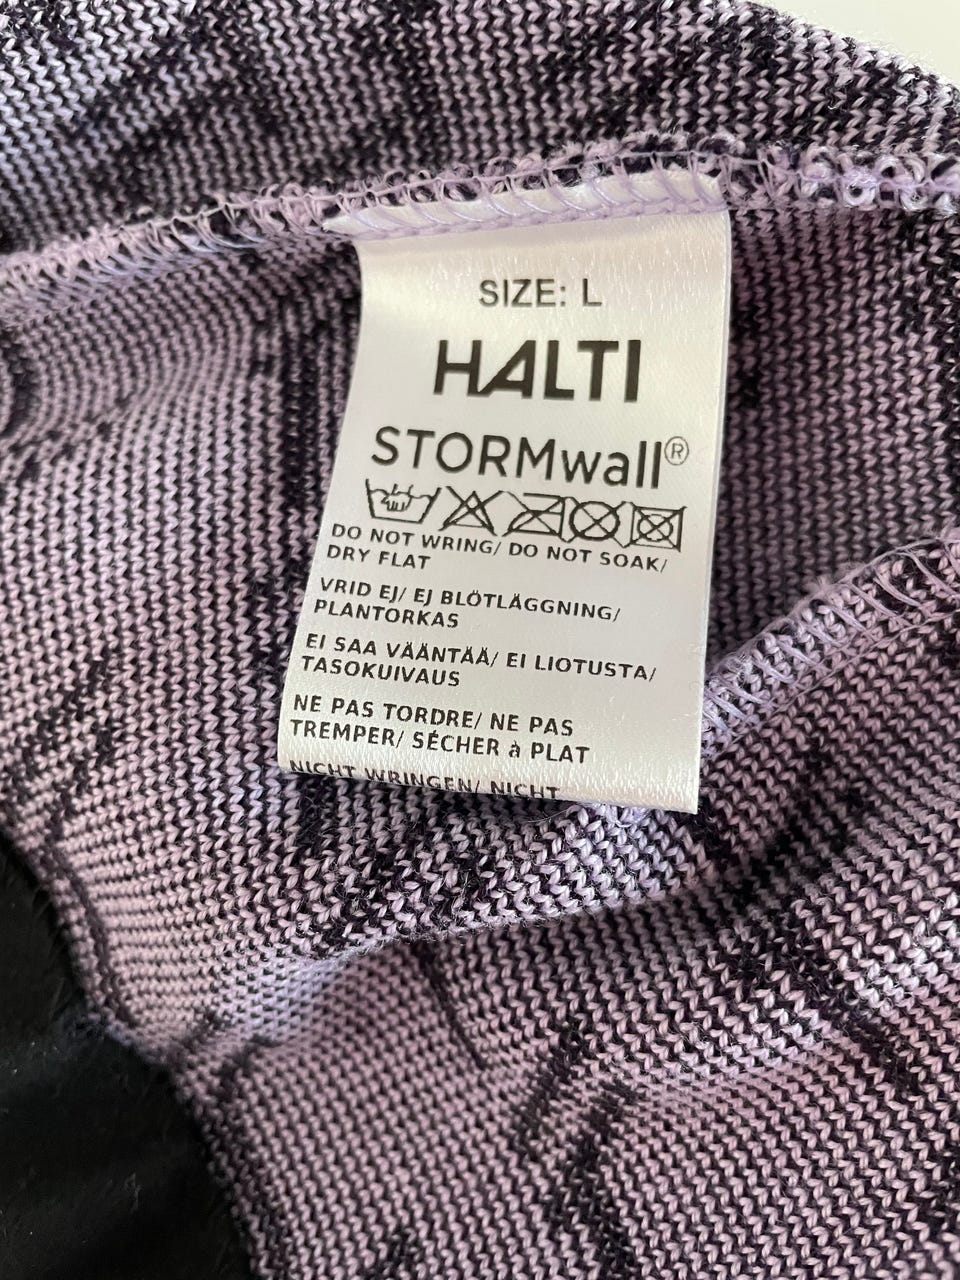 SIZE: L
HALTI
STORMwall®
DO NOT WRING/ DO NOT SOAK/
DRY FLAT
VRID EJ/ EJ BLÖTLÄGGNING/
PLANTORKAS
EI SAA VÄÄNTÄÄ/ EI LIOTUSTA/
TASOKUIVAUS
NE PAS TORDRE/ NE PAS
TREMPER/ SÉCHER à PLAT
NICHT WRINGEN/ NICHT